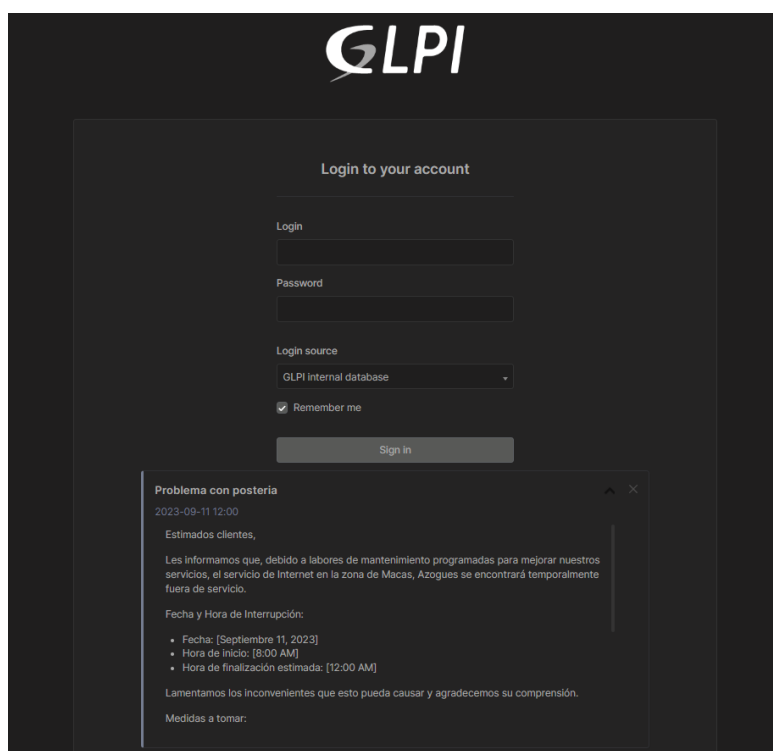 GLPI
Login to your account
Login
Password
Login source
GLPI internal database
Remember me
Sign in
Problema con posteria
2023-09-11 12:00
Estimados clientes,
Les informamos que, debido a labores de mantenimiento programadas para mejorar nuestros
servicios, el servicio de Internet en la zona de Macas, Azogues se encontrará temporalmente
fuera de servicio.
Fecha y Hora de Interrupción:
• Fecha: [Septiembre 11, 2023]
• Hora de inicio: [8:00 AM]
• Hora de finalización estimada: [12:00 AM]
Lamentamos los inconvenientes que esto pueda causar y agradecemos su comprensión.
Medidas a tomar: